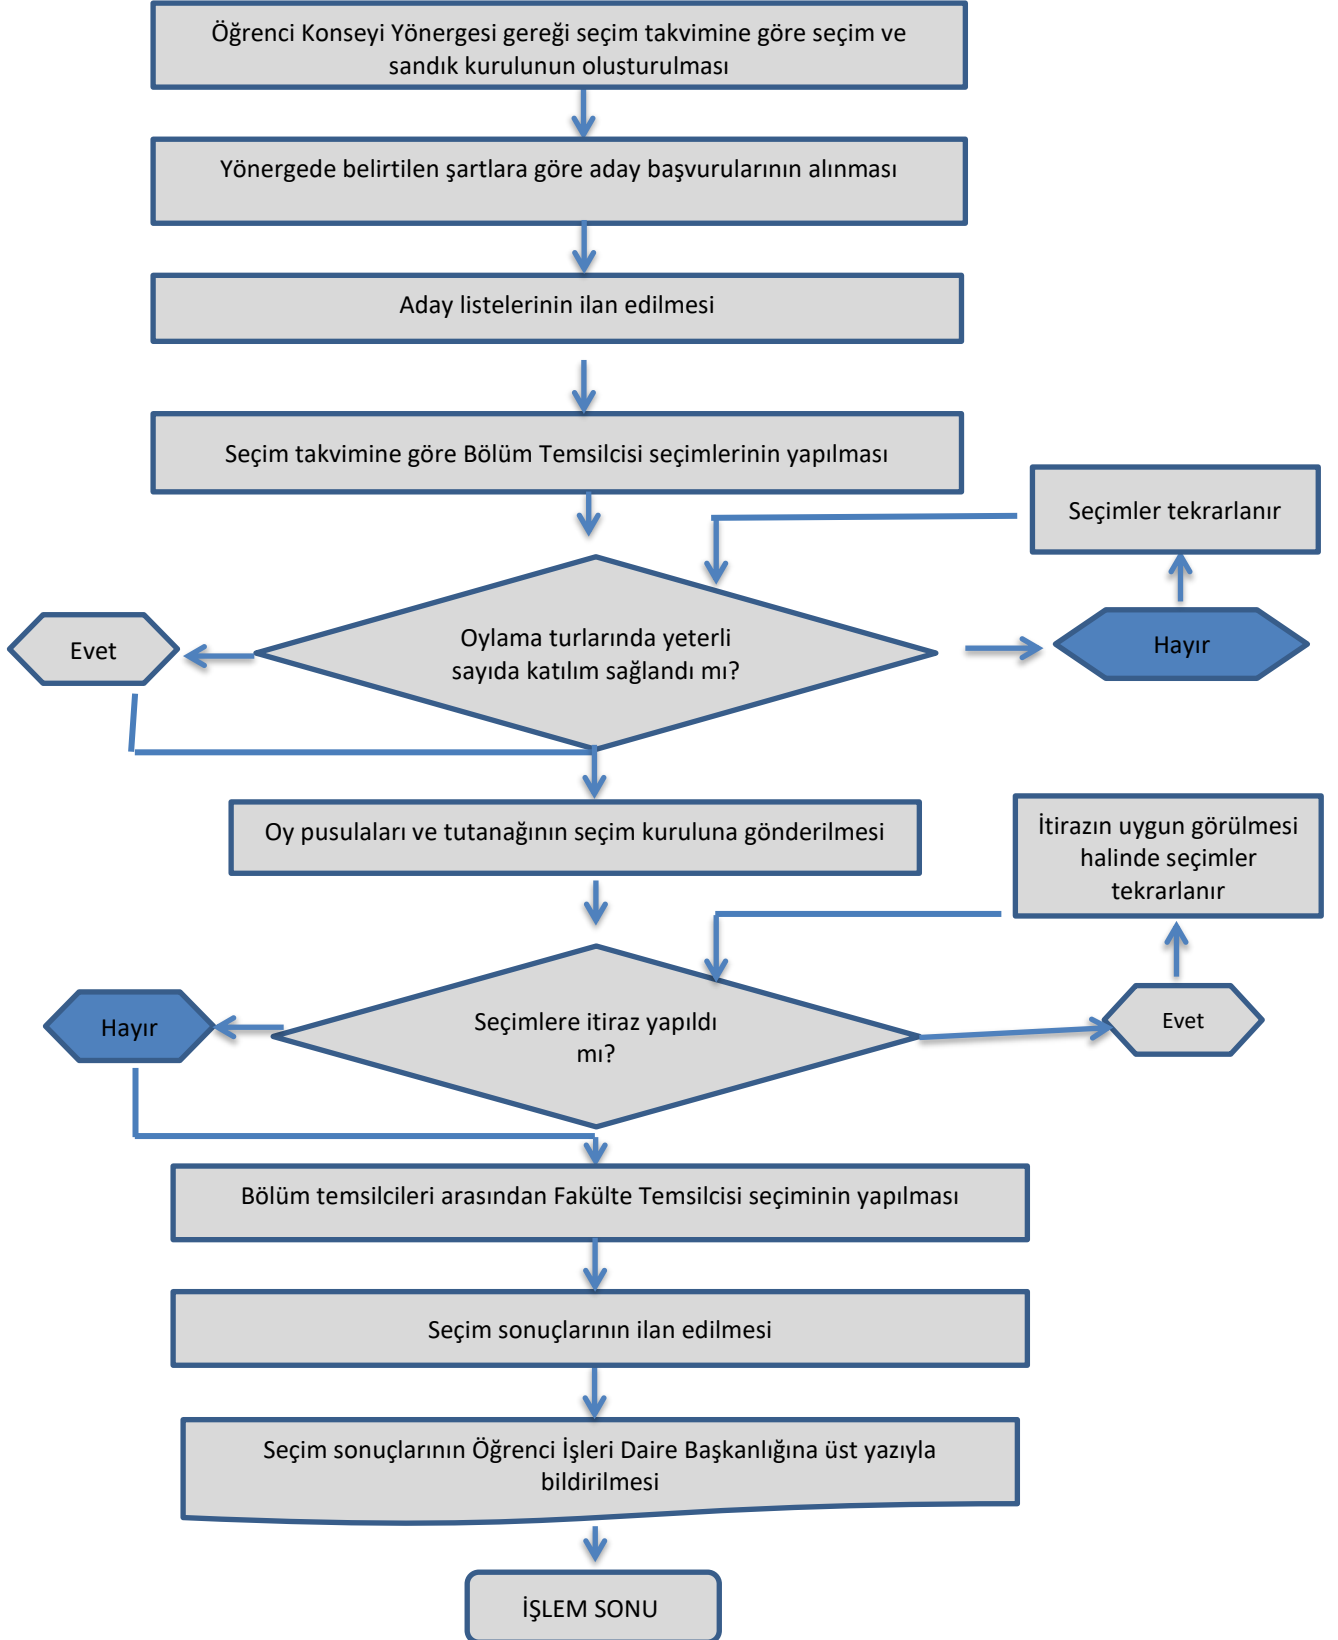 Öğrenci Konseyi Yönergesi gereği seçim takvimine göre seçim ve
sandık kurulunun olusturulması
Yönergede belirtilen şartlara göre aday başvurularının alınması
Aday listelerinin ilan edilmesi
Seçim takvimine göre Bölüm Temsilcisi seçimlerinin yapılması
Seçimler tekrarlanır
Evet
Oylama turlarında yeterli
sayıda katılım sağlandı mı?
Hayır
Oy pusulaları ve tutanağının seçim kuruluna gönderilmesi
İtirazın uygun görülmesi
halinde seçimler
tekrarlanır
Hayır
Seçimlere itiraz yapıldı
mı?
Evet
Bölüm temsilcileri arasından Fakülte Temsilcisi seçiminin yapılması
Seçim sonuçlarının ilan edilmesi
Seçim sonuçlarının Öğrenci İşleri Daire Başkanlığına üst yazıyla
bildirilmesi
İŞLEM SONU